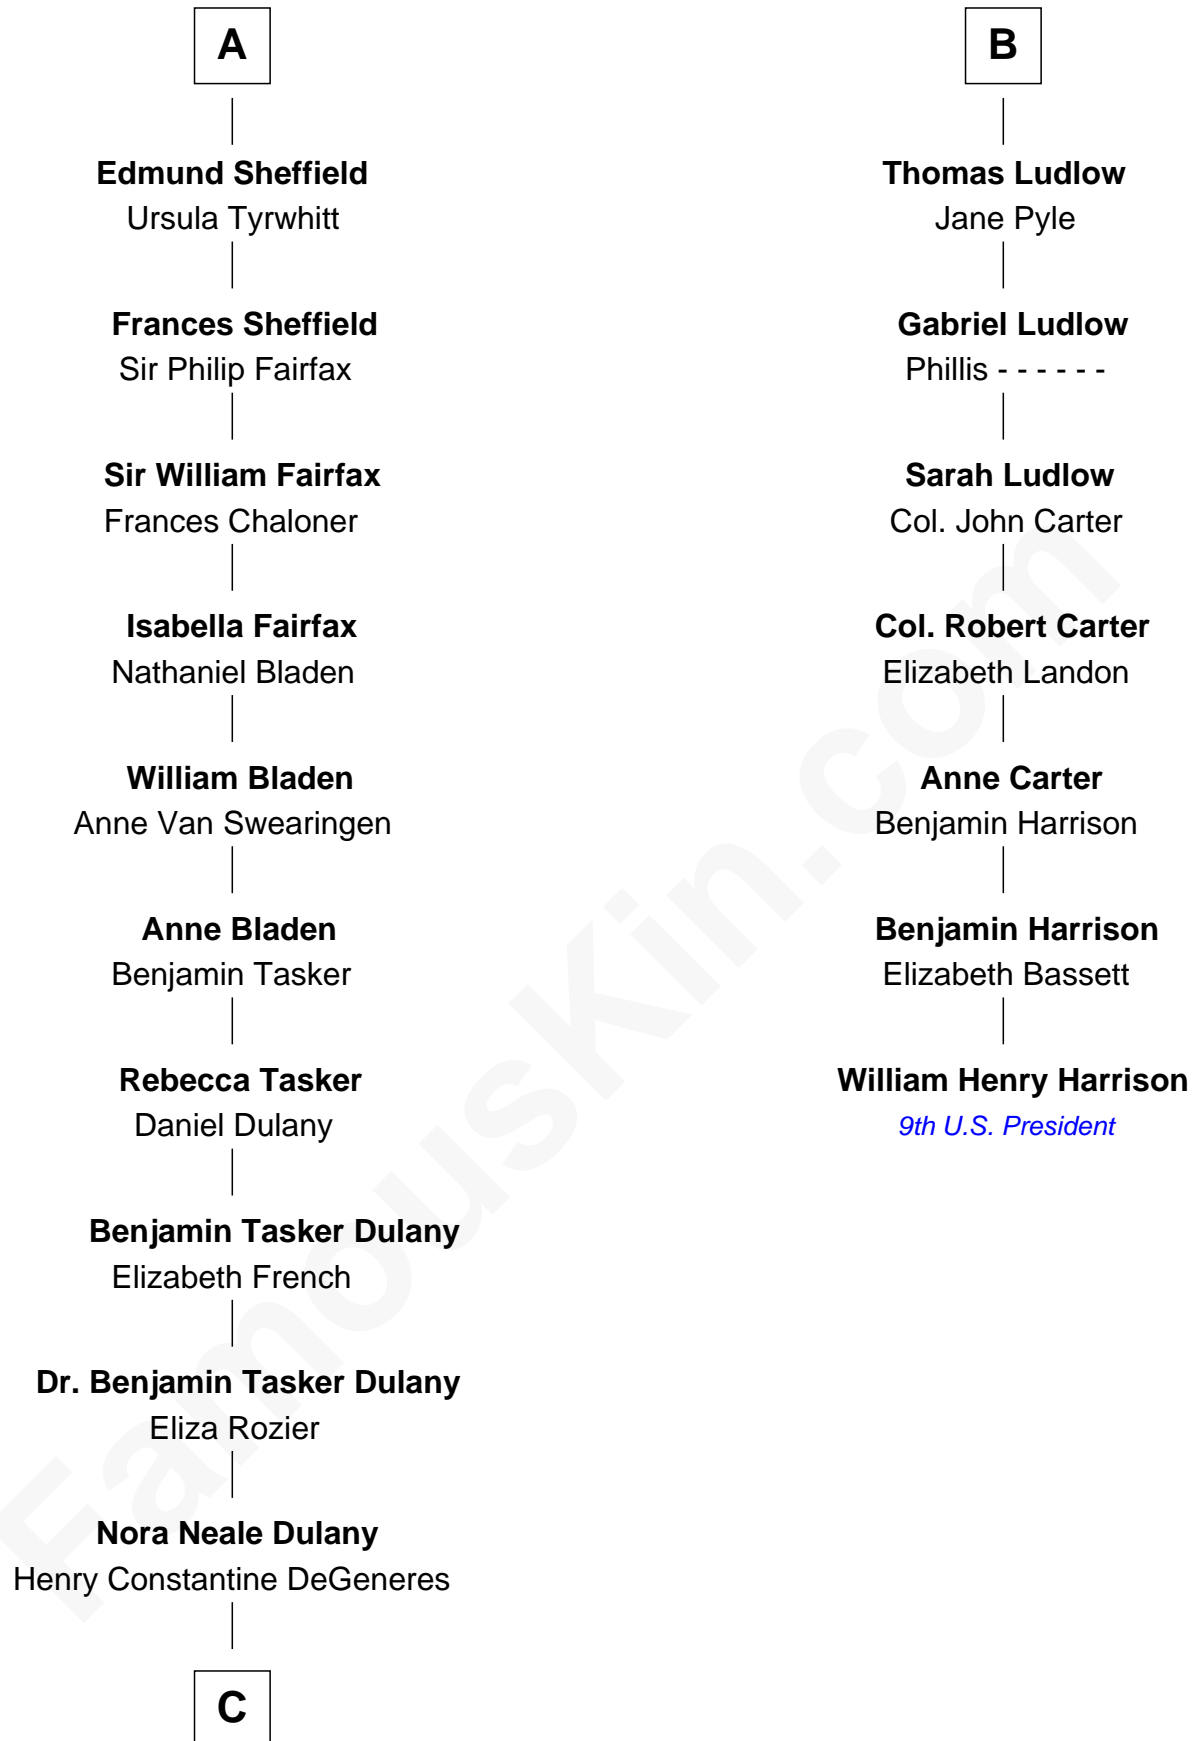 A
Edmund Sheffield
Ursula Tyrwhitt
Frances Sheffield
Sir Philip Fairfax
Sir William Fairfax
Frances Chaloner
Isabella Fairfax
Nathaniel Bladen
William Bladen
Anne Van Swearingen
Anne Bladen
Benjamin Tasker
Rebecca Tasker
Daniel Dulany
Benjamin Tasker Dulany
Elizabeth French
Dr. Benjamin Tasker Dulany
Eliza Rozier
Nora Neale Dulany
Henry Constantine DeGeneres
C
B
Thomas Ludlow
Jane Pyle
Gabriel Ludlow
Phillis - - - - - -
Sarah Ludlow
Col. John Carter
Col. Robert Carter
Elizabeth Landon
Anne Carter
Benjamin Harrison
Benjamin Harrison
Elizabeth Bassett
William Henry Harrison
9th U.S. President
FamousKin.com